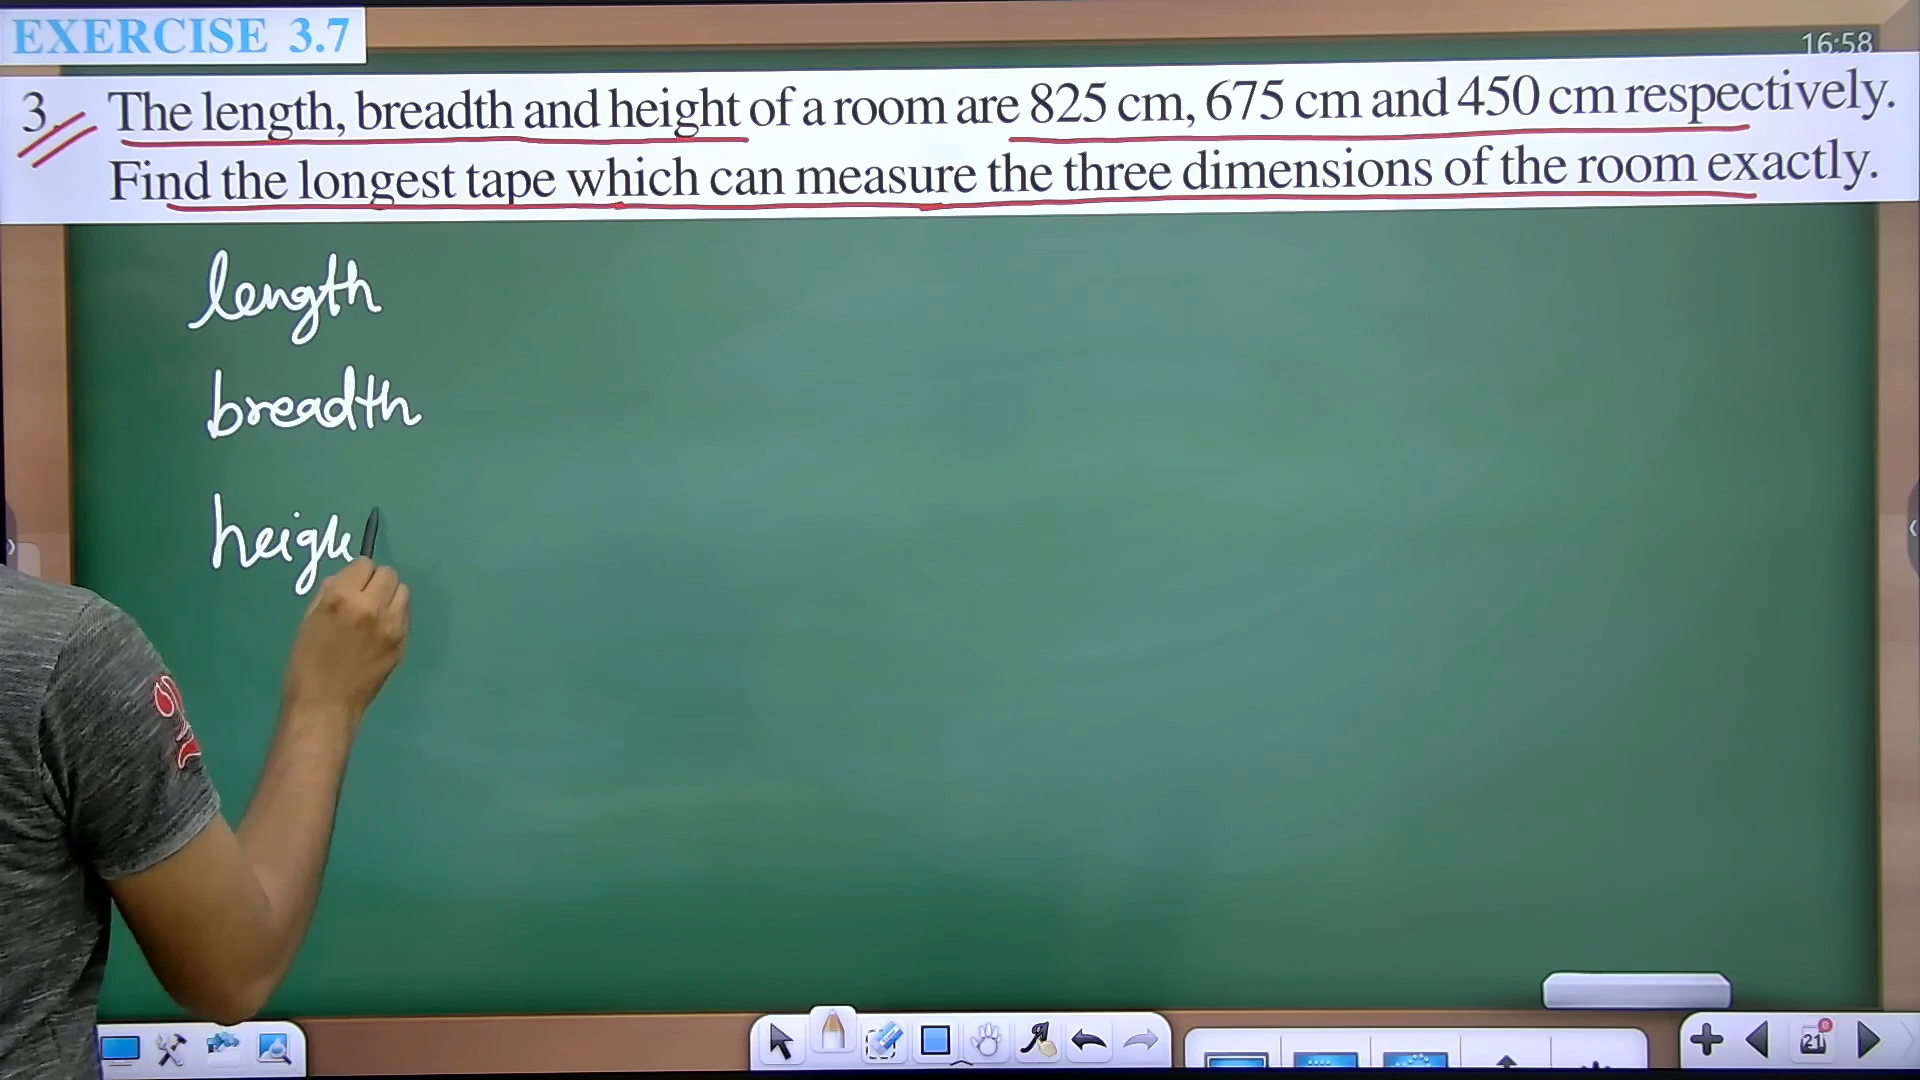 EXERCISE 3.7
16:58
3. The length, breadth and height of a room are 825 cm, 675 cm and 450 cm respectively.
Find the longest tape which can measure the three dimensions of the room exactly.
length
breadth
heigh
21
0